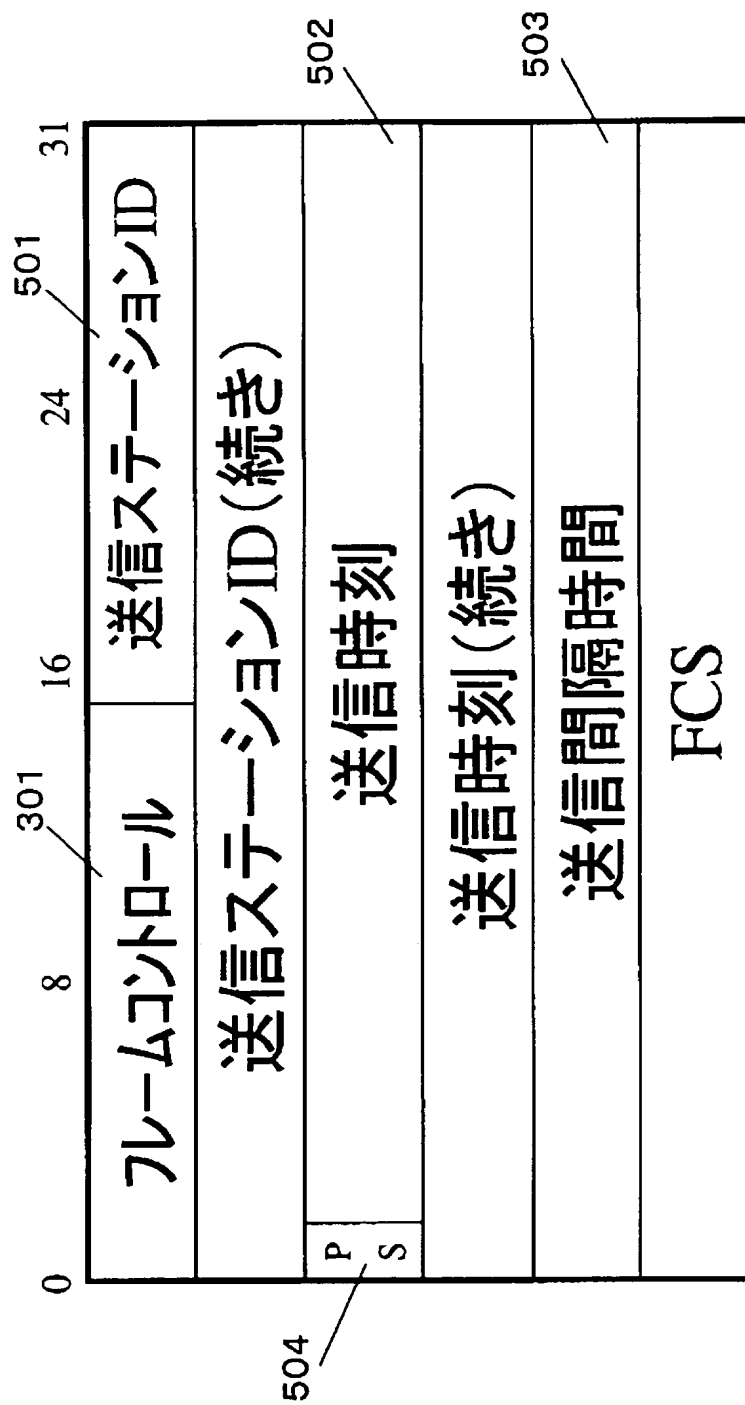 301
501
0 8 16 24 31
フレームコントロール 送信ステーションID
送信ステーションID(続き)
504
PS 送信時刻
502
送信時刻(続き)
送信間隔時間
503
FCS